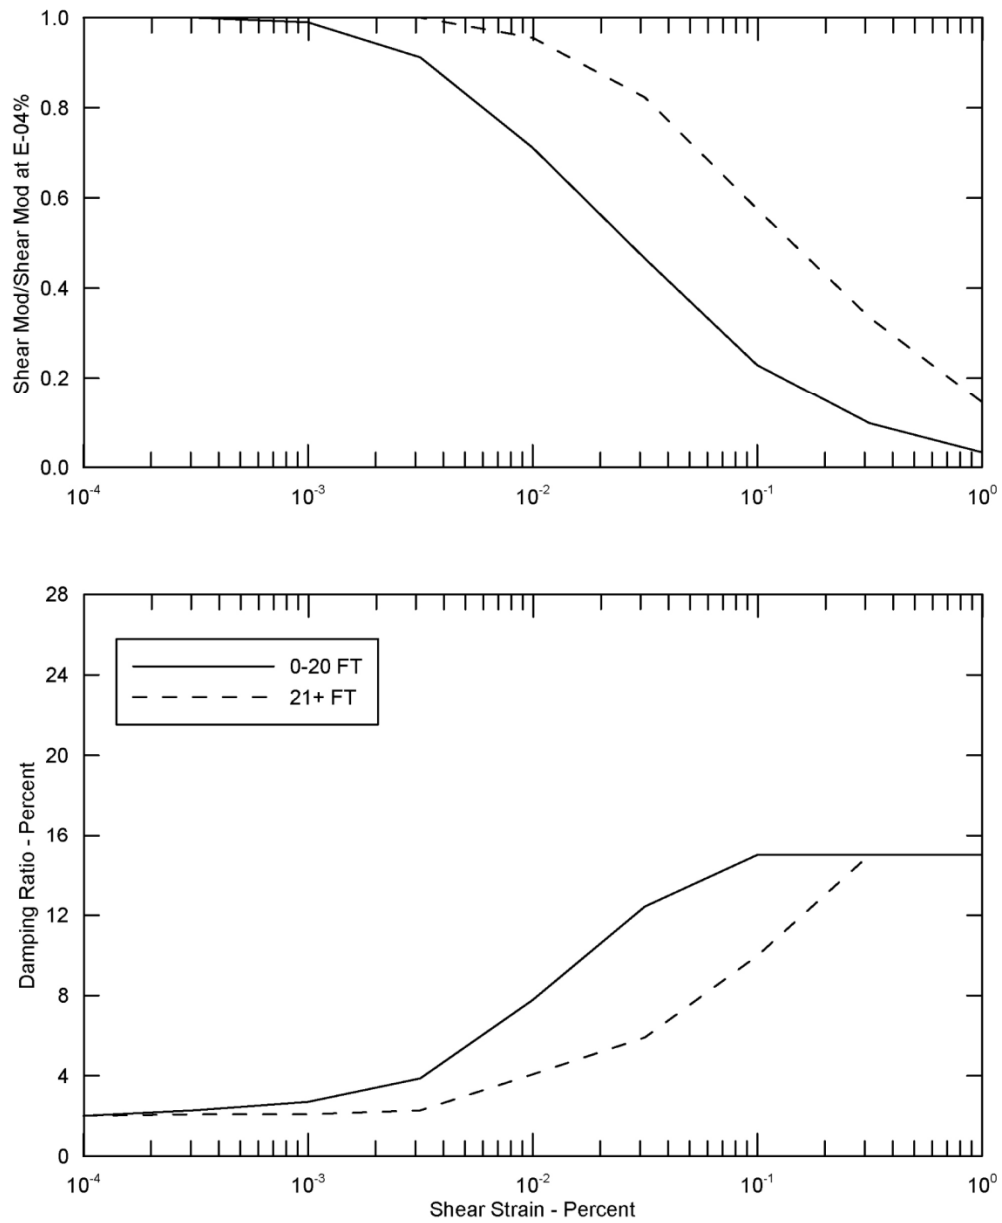 Shear Mod/Shear Mod at E-04%
1.0
0.8
0.6
0.4
0.2
0.0
10⁻⁴ 10⁻³ 10⁻² 10⁻¹ 10⁰
Damping Ratio - Percent
28
24
20
16
12
8
4
0
0-20 FT
21+ FT
10⁻⁴ 10⁻³ 10⁻² 10⁻¹ 10⁰
Shear Strain - Percent